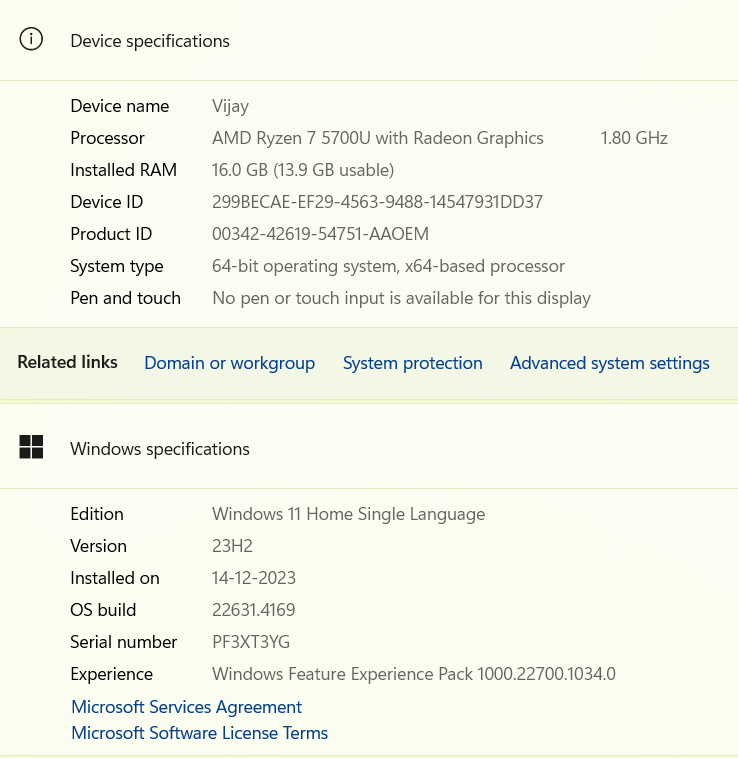 Device specifications
Device name Vijay
Processor AMD Ryzen 7 5700U with Radeon Graphics 1.80 GHz
Installed RAM 16.0 GB (13.9 GB usable)
Device ID 299BECAE-EF29-4563-9488-14547931DD37
Product ID 00342-42619-54751-AAOEM
System type 64-bit operating system, x64-based processor
Pen and touch No pen or touch input is available for this display
Related links Domain or workgroup System protection Advanced system settings
Windows specifications
Edition Windows 11 Home Single Language
Version 23H2
Installed on 14-12-2023
OS build 22631.4169
Serial number PF3XT3YG
Experience Windows Feature Experience Pack 1000.22700.1034.0
Microsoft Services Agreement
Microsoft Software License Terms